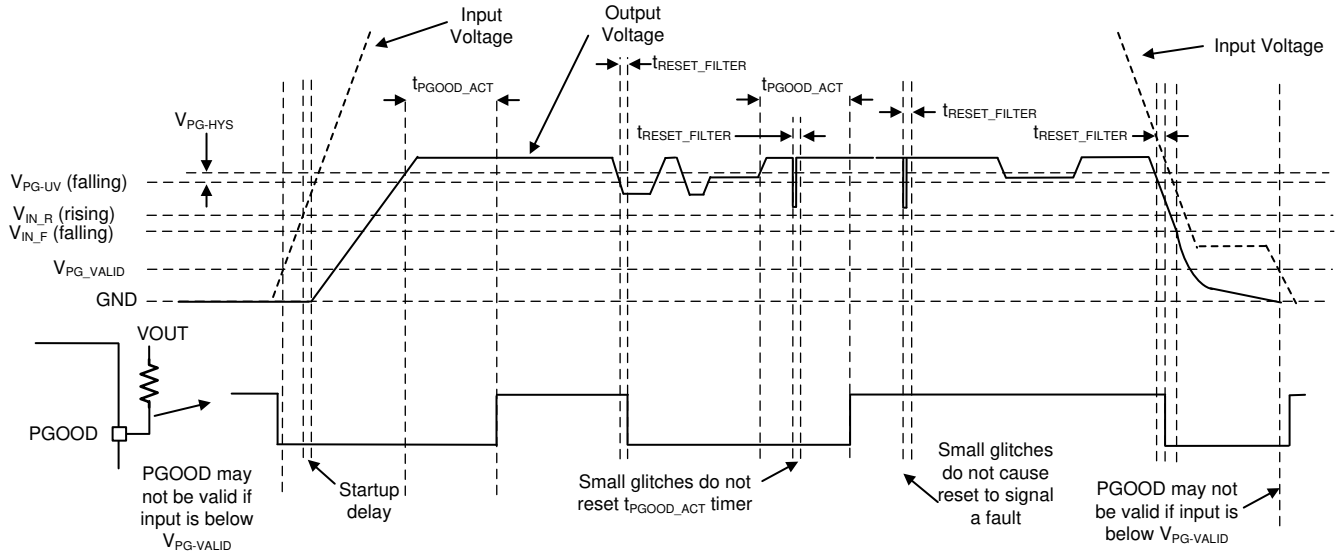 Input
Voltage
Output
Voltage
Input Voltage
tRESET_FILTER
tPGOOD_ACT
tPGOOD_ACT
tRESET_FILTER
VPG-HYS
tRESET_FILTER
tRESET_FILTER
VPG-UV (falling)
VIN_R (rising)
VIN_F (falling)
VPG_VALID
GND
VOUT
PGOOD
PGOOD may
not be valid if
input is below
VPG-VALID
Startup
delay
Small glitches do not
reset tPGOOD_ACT timer
Small glitches
do not cause
reset to signal
a fault
PGOOD may not
be valid if input is
below VPG-VALID